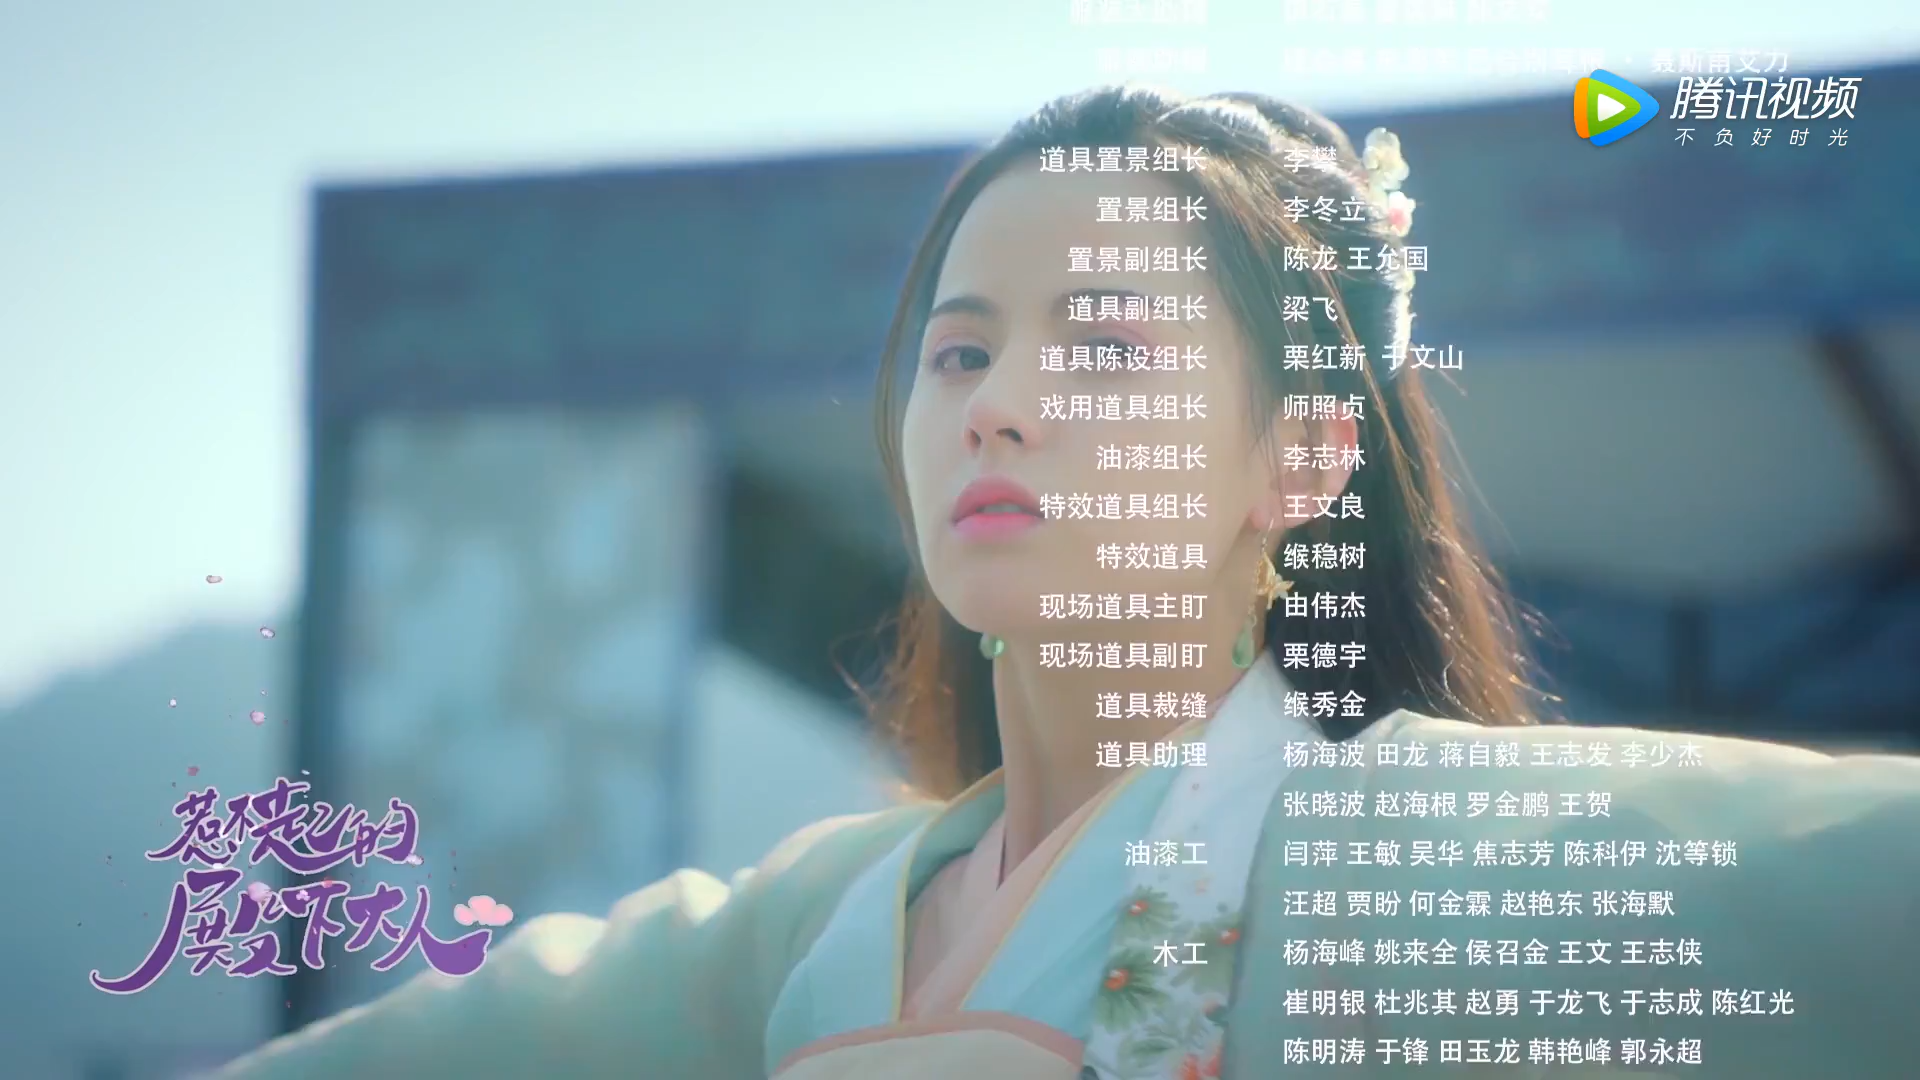 聂斯甫艾力
腾讯视频
不负好时光
道具置景组长 李攀
置景组长 李冬立
置景副组长 陈龙 王允国
道具副组长 梁飞
道具陈设组长 栗红新 于文山
戏用道具组长 师照贞
油漆组长 李志林
特效道具组长 王文良
特效道具 缑稳树
现场道具主盯 由伟杰
现场道具副盯 栗德宇
道具裁缝 缑秀金
道具助理 杨海波 田龙 蒋自毅 王志发 李少杰
张晓波 赵海根 罗金鹏 王贺
油漆工 闫萍 王敏 吴华 焦志芳 陈科伊 沈等锁
汪超 贾盼 何金霖 赵艳东 张海默
木工 杨海峰 姚来全 侯召金 王文 王志侠
崔明银 杜兆其 赵勇 于龙飞 于志成 陈红光
陈明涛 于锋 田玉龙 韩艳峰 郭永超
惹不起的
殿下大人